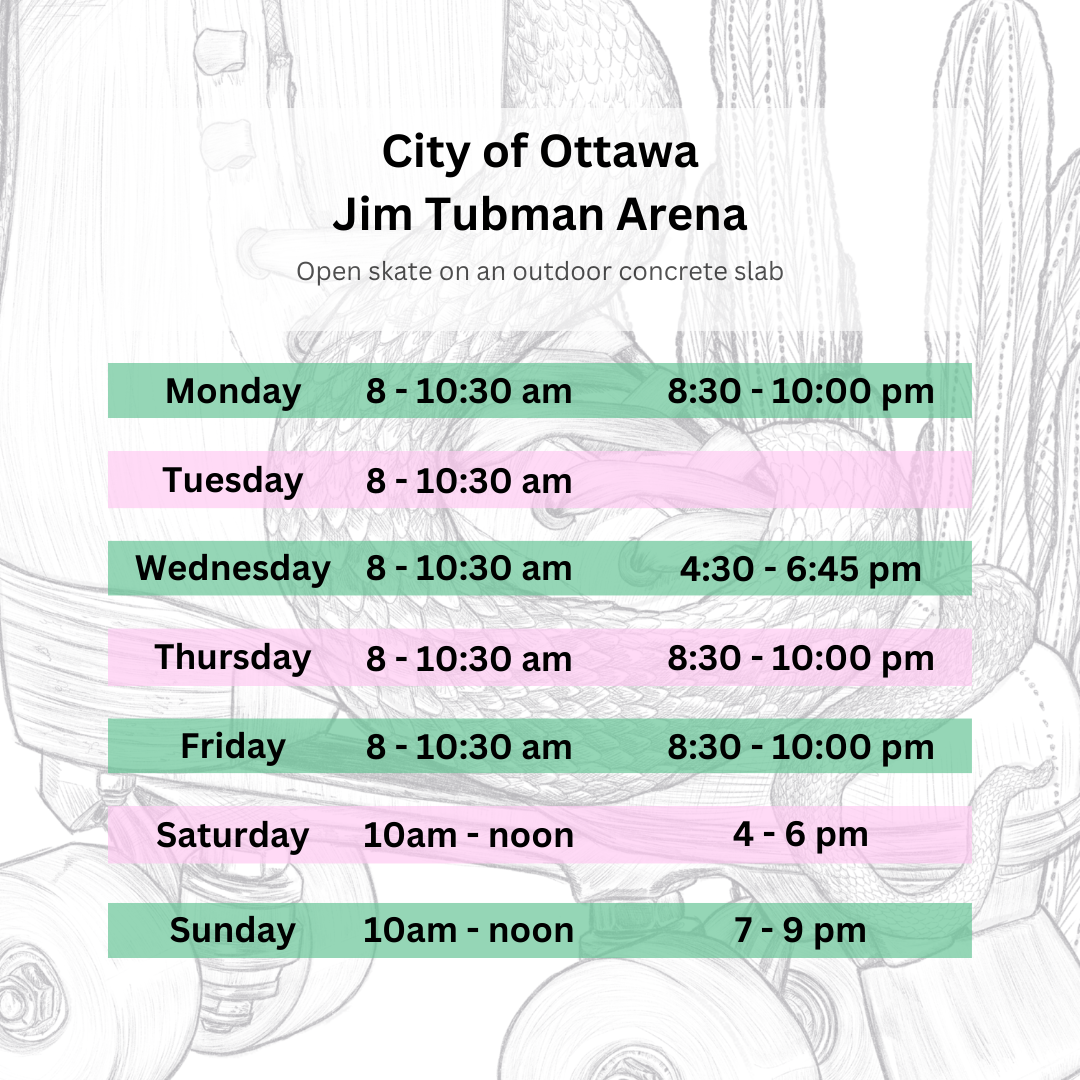 City of Ottawa
Jim Tubman Arena
Open skate on an outdoor concrete slab
Monday 8 - 10:30 am 8:30 - 10:00 pm
Tuesday 8 - 10:30 am
Wednesday 8 - 10:30 am 4:30 - 6:45 pm
Thursday 8 - 10:30 am 8:30 - 10:00 pm
Friday 8 - 10:30 am 8:30 - 10:00 pm
Saturday 10am - noon 4 - 6 pm
Sunday 10am - noon 7 - 9 pm